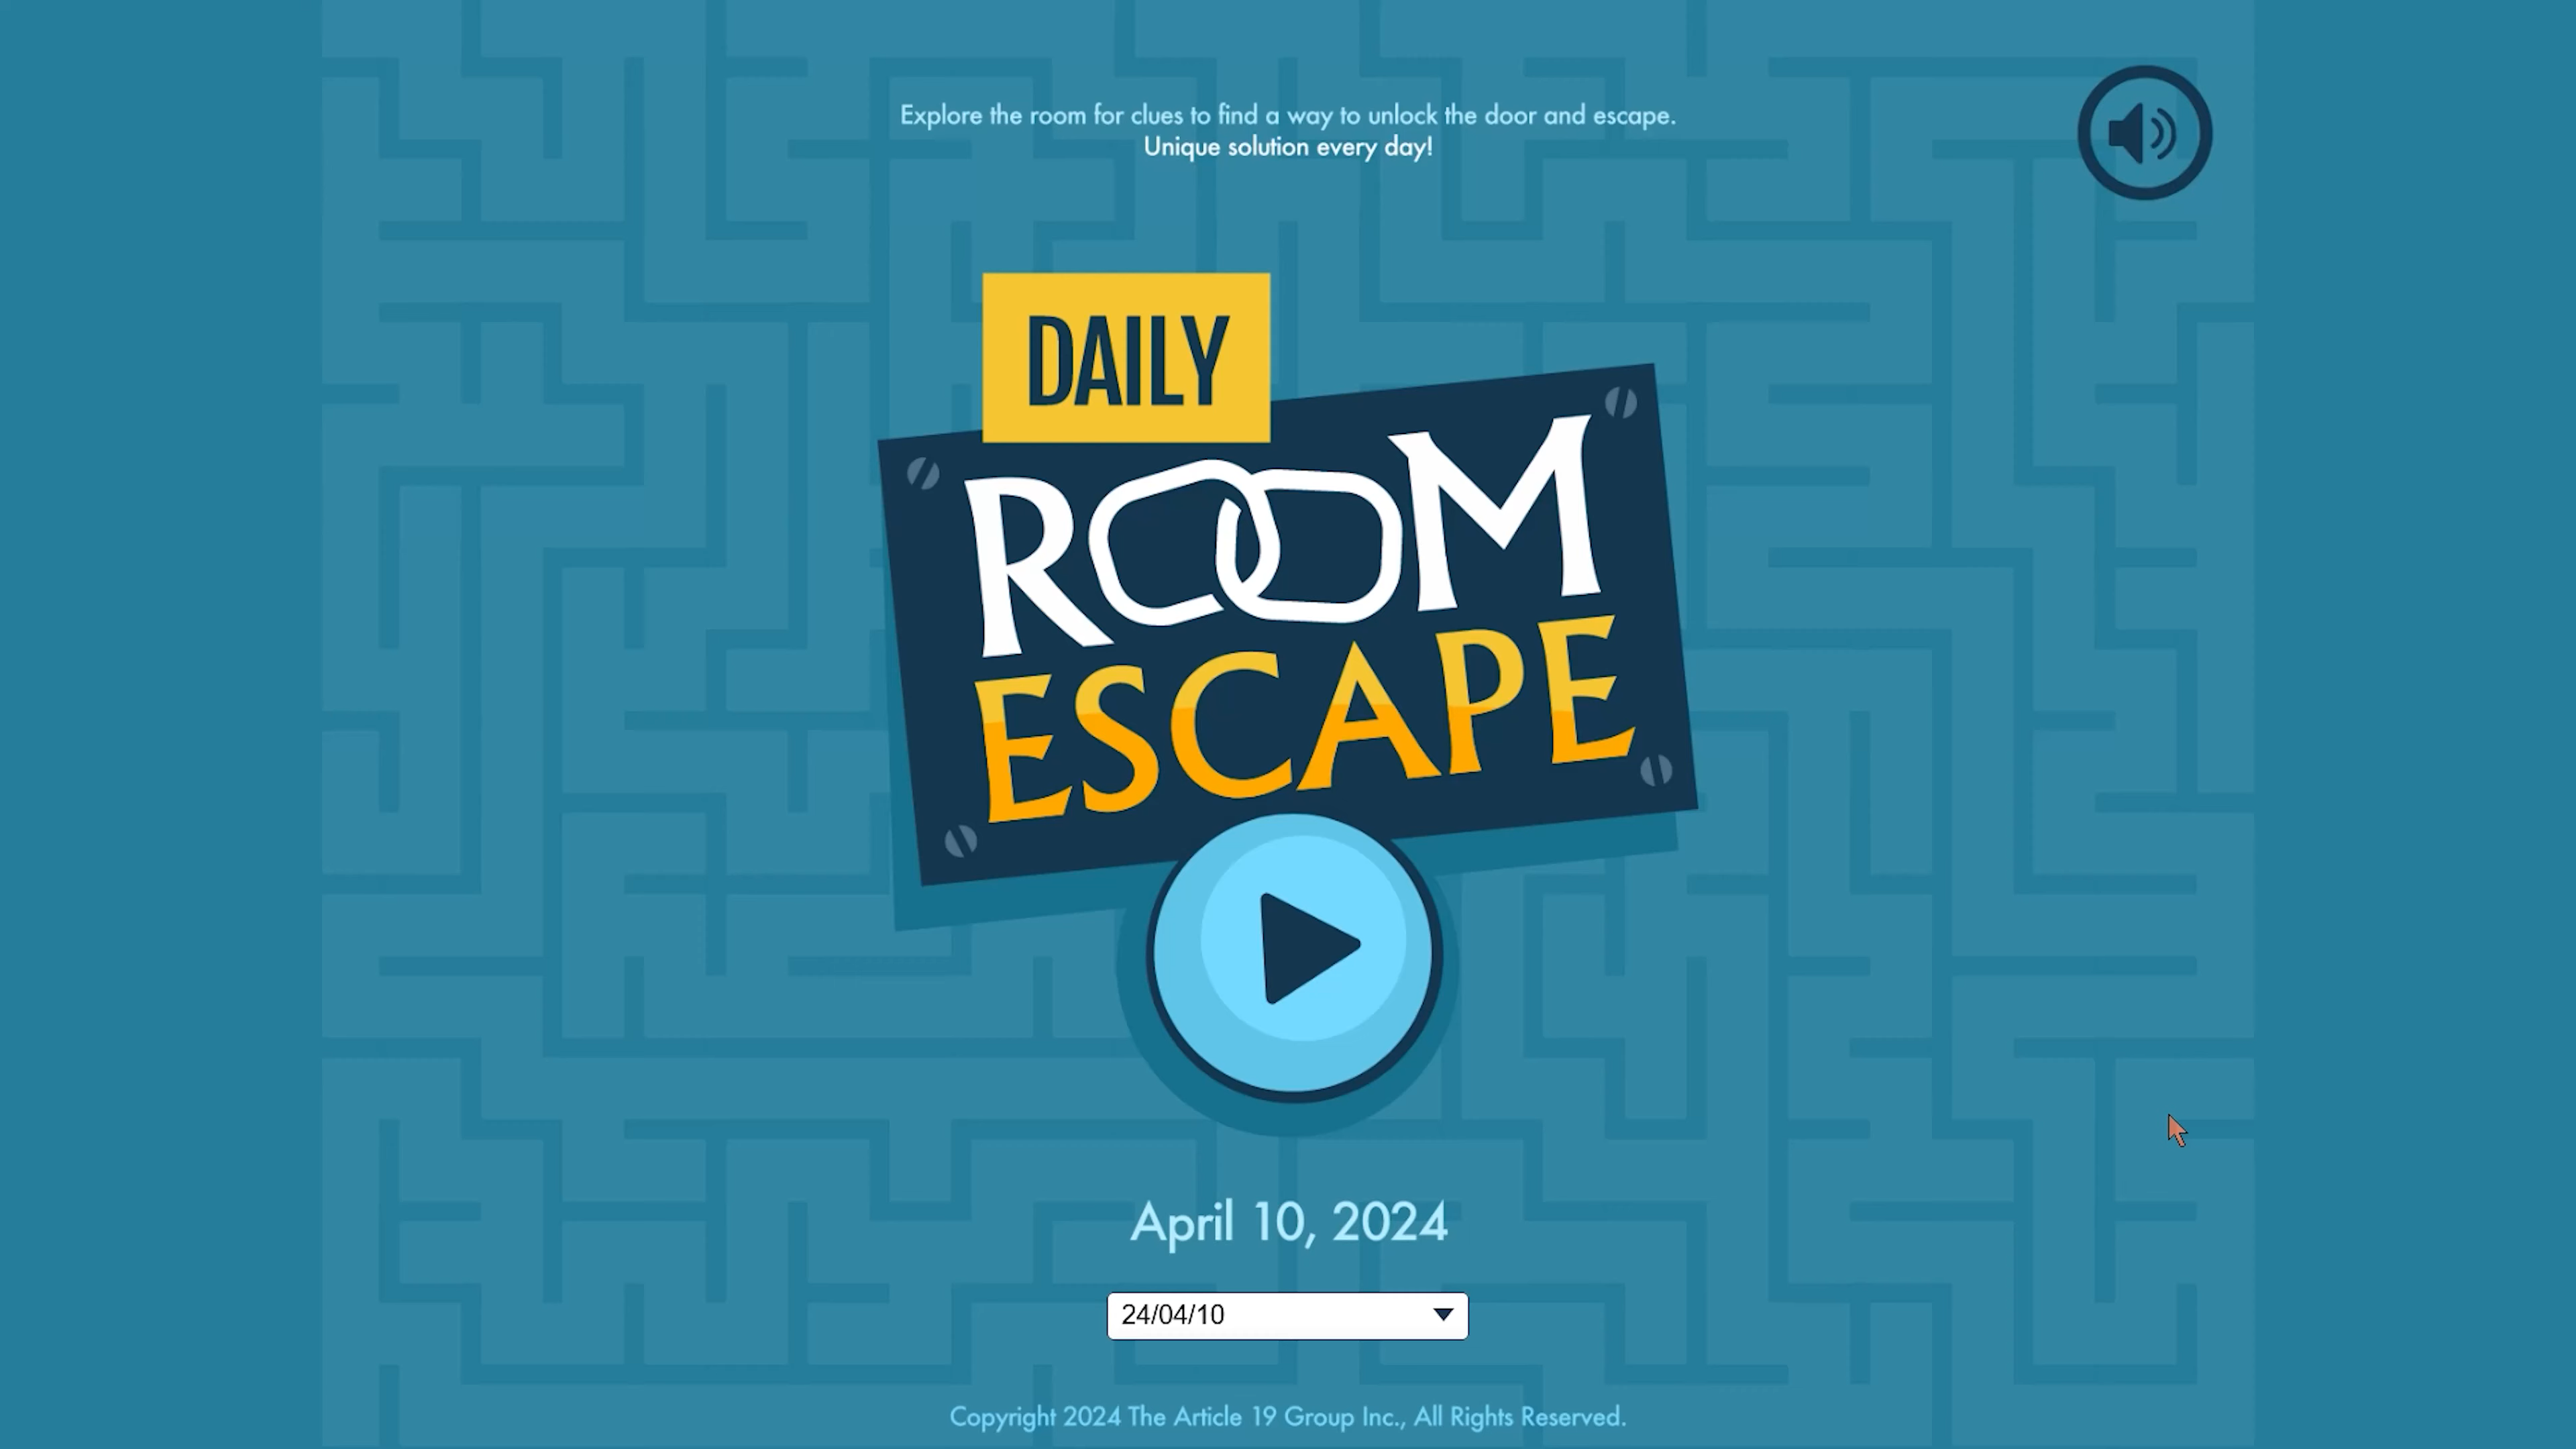 Explore the room for clues to find a way to unlock the door and escape.
Unique solution every day!
DAILY
ROOM
ESCAPE
April 10, 2024
24/04/10
Copyright 2024 The Article 19 Group Inc., All Rights Reserved.